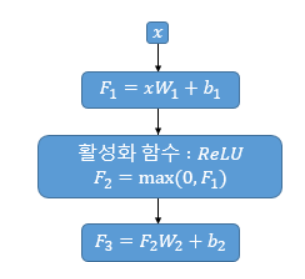 x
F₁ = xW₁ + b₁
활성화 함수 : ReLU
F₂ = max(0, F₁)
F₃ = F₂W₂ + b₂